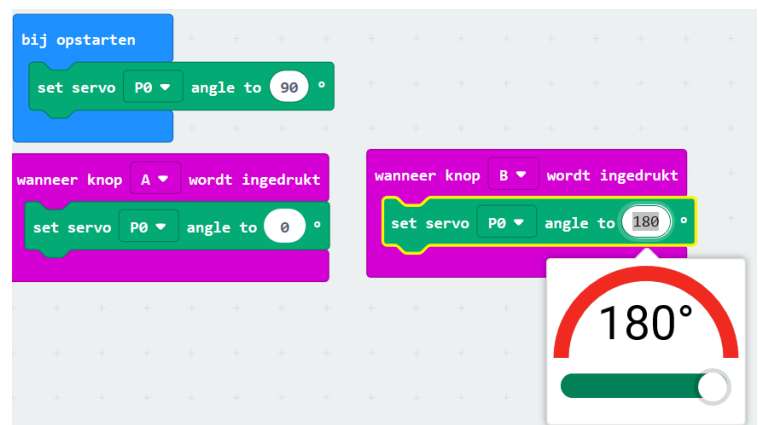 bij opstarten
set servo P0 angle to 90 °
wanneer knop A wordt ingedrukt
set servo P0 angle to 0 °
wanneer knop B wordt ingedrukt
set servo P0 angle to 180 °
180°